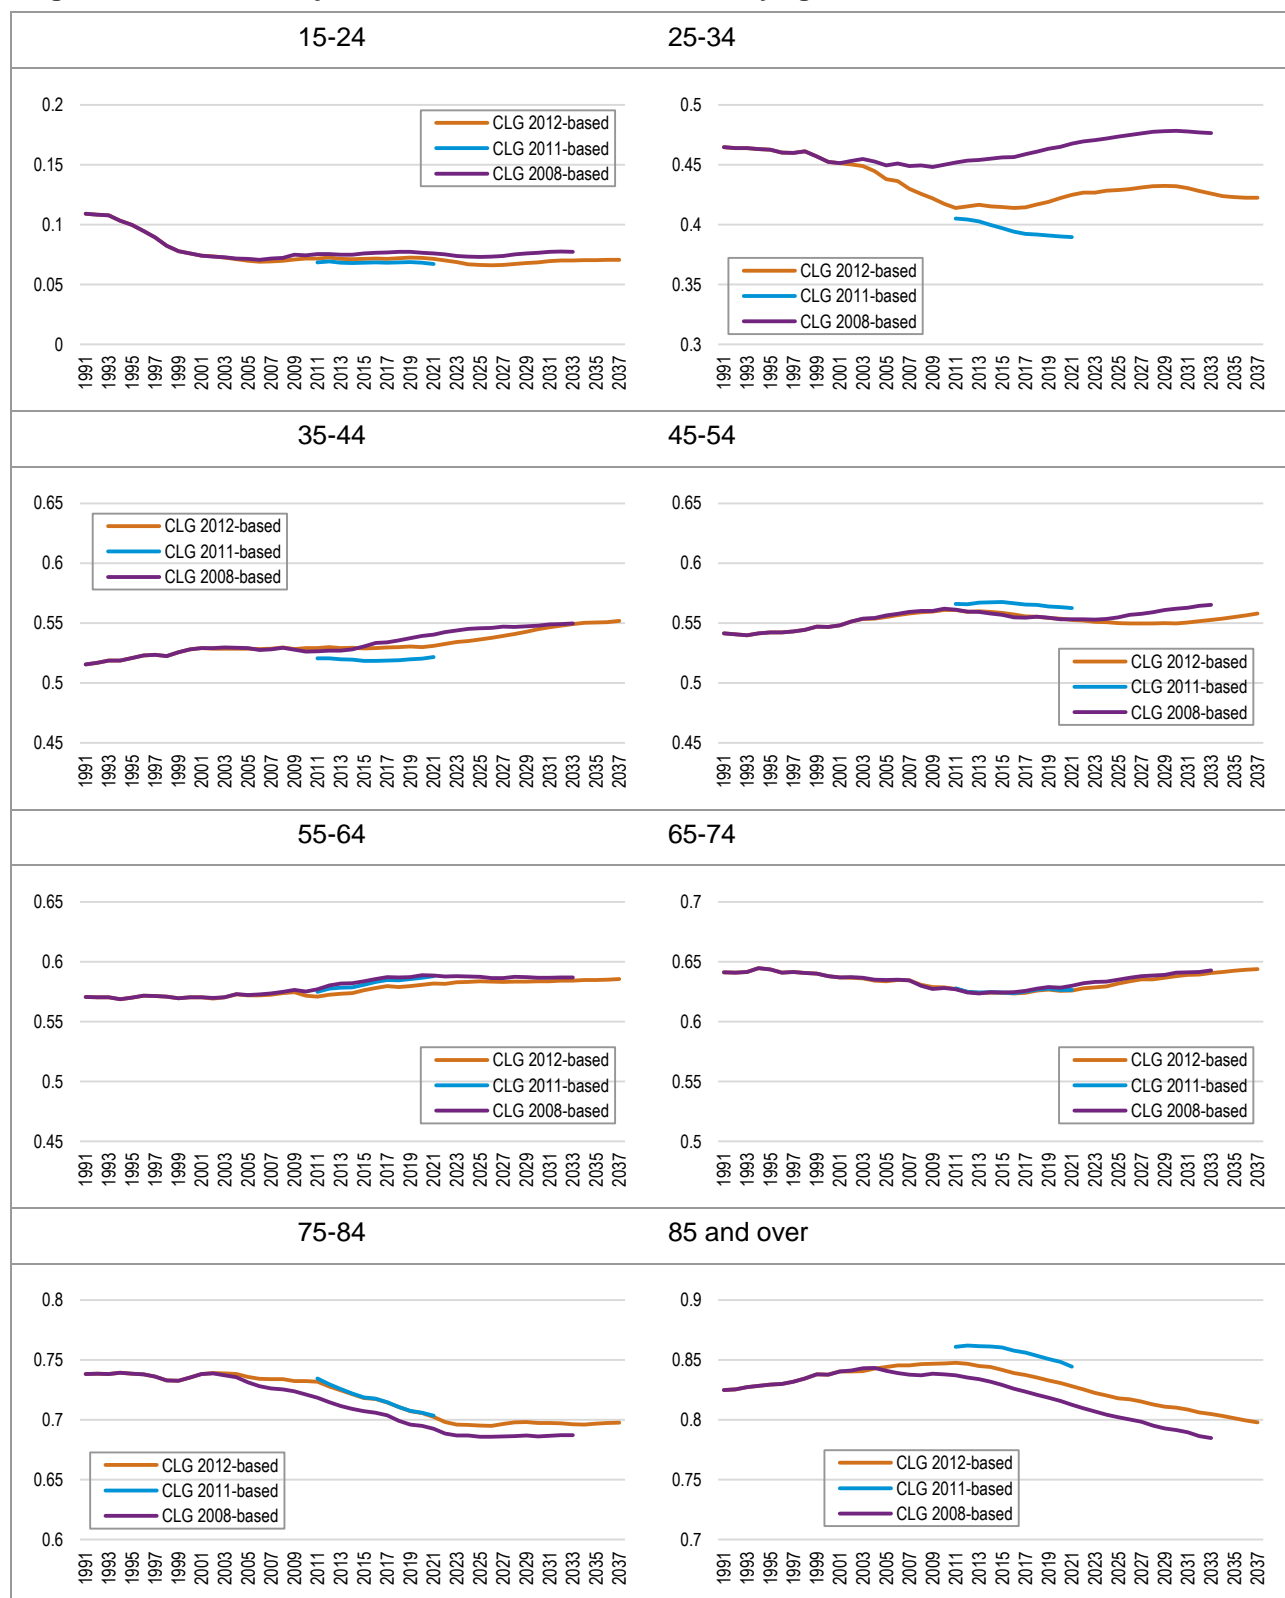 15-24 25-34
0.2
0.15
0.1
0.05
0
CLG 2012-based
CLG 2011-based
CLG 2008-based
1991 1993 1995 1997 1999 2001 2003 2005 2007 2009 2011 2013 2015 2017 2019 2021 2023 2025 2027 2029 2031 2033 2035 2037
0.5
0.45
0.4
0.35
0.3
CLG 2012-based
CLG 2011-based
CLG 2008-based
1991 1993 1995 1997 1999 2001 2003 2005 2007 2009 2011 2013 2015 2017 2019 2021 2023 2025 2027 2029 2031 2033 2035 2037
35-44 45-54
0.65
0.6
0.55
0.5
0.45
CLG 2012-based
CLG 2011-based
CLG 2008-based
1991 1993 1995 1997 1999 2001 2003 2005 2007 2009 2011 2013 2015 2017 2019 2021 2023 2025 2027 2029 2031 2033 2035 2037
0.65
0.6
0.55
0.5
0.45
CLG 2012-based
CLG 2011-based
CLG 2008-based
1991 1993 1995 1997 1999 2001 2003 2005 2007 2009 2011 2013 2015 2017 2019 2021 2023 2025 2027 2029 2031 2033 2035 2037
55-64 65-74
0.65
0.6
0.55
0.5
0.45
CLG 2012-based
CLG 2011-based
CLG 2008-based
1991 1993 1995 1997 1999 2001 2003 2005 2007 2009 2011 2013 2015 2017 2019 2021 2023 2025 2027 2029 2031 2033 2035 2037
0.7
0.65
0.6
0.55
0.5
CLG 2012-based
CLG 2011-based
CLG 2008-based
1991 1993 1995 1997 1999 2001 2003 2005 2007 2009 2011 2013 2015 2017 2019 2021 2023 2025 2027 2029 2031 2033 2035 2037
75-84 85 and over
0.8
0.75
0.7
0.65
0.6
CLG 2012-based
CLG 2011-based
CLG 2008-based
1991 1993 1995 1997 1999 2001 2003 2005 2007 2009 2011 2013 2015 2017 2019 2021 2023 2025 2027 2029 2031 2033 2035 2037
0.9
0.85
0.8
0.75
0.7
CLG 2012-based
CLG 2011-based
CLG 2008-based
1991 1993 1995 1997 1999 2001 2003 2005 2007 2009 2011 2013 2015 2017 2019 2021 2023 2025 2027 2029 2031 2033 2035 2037